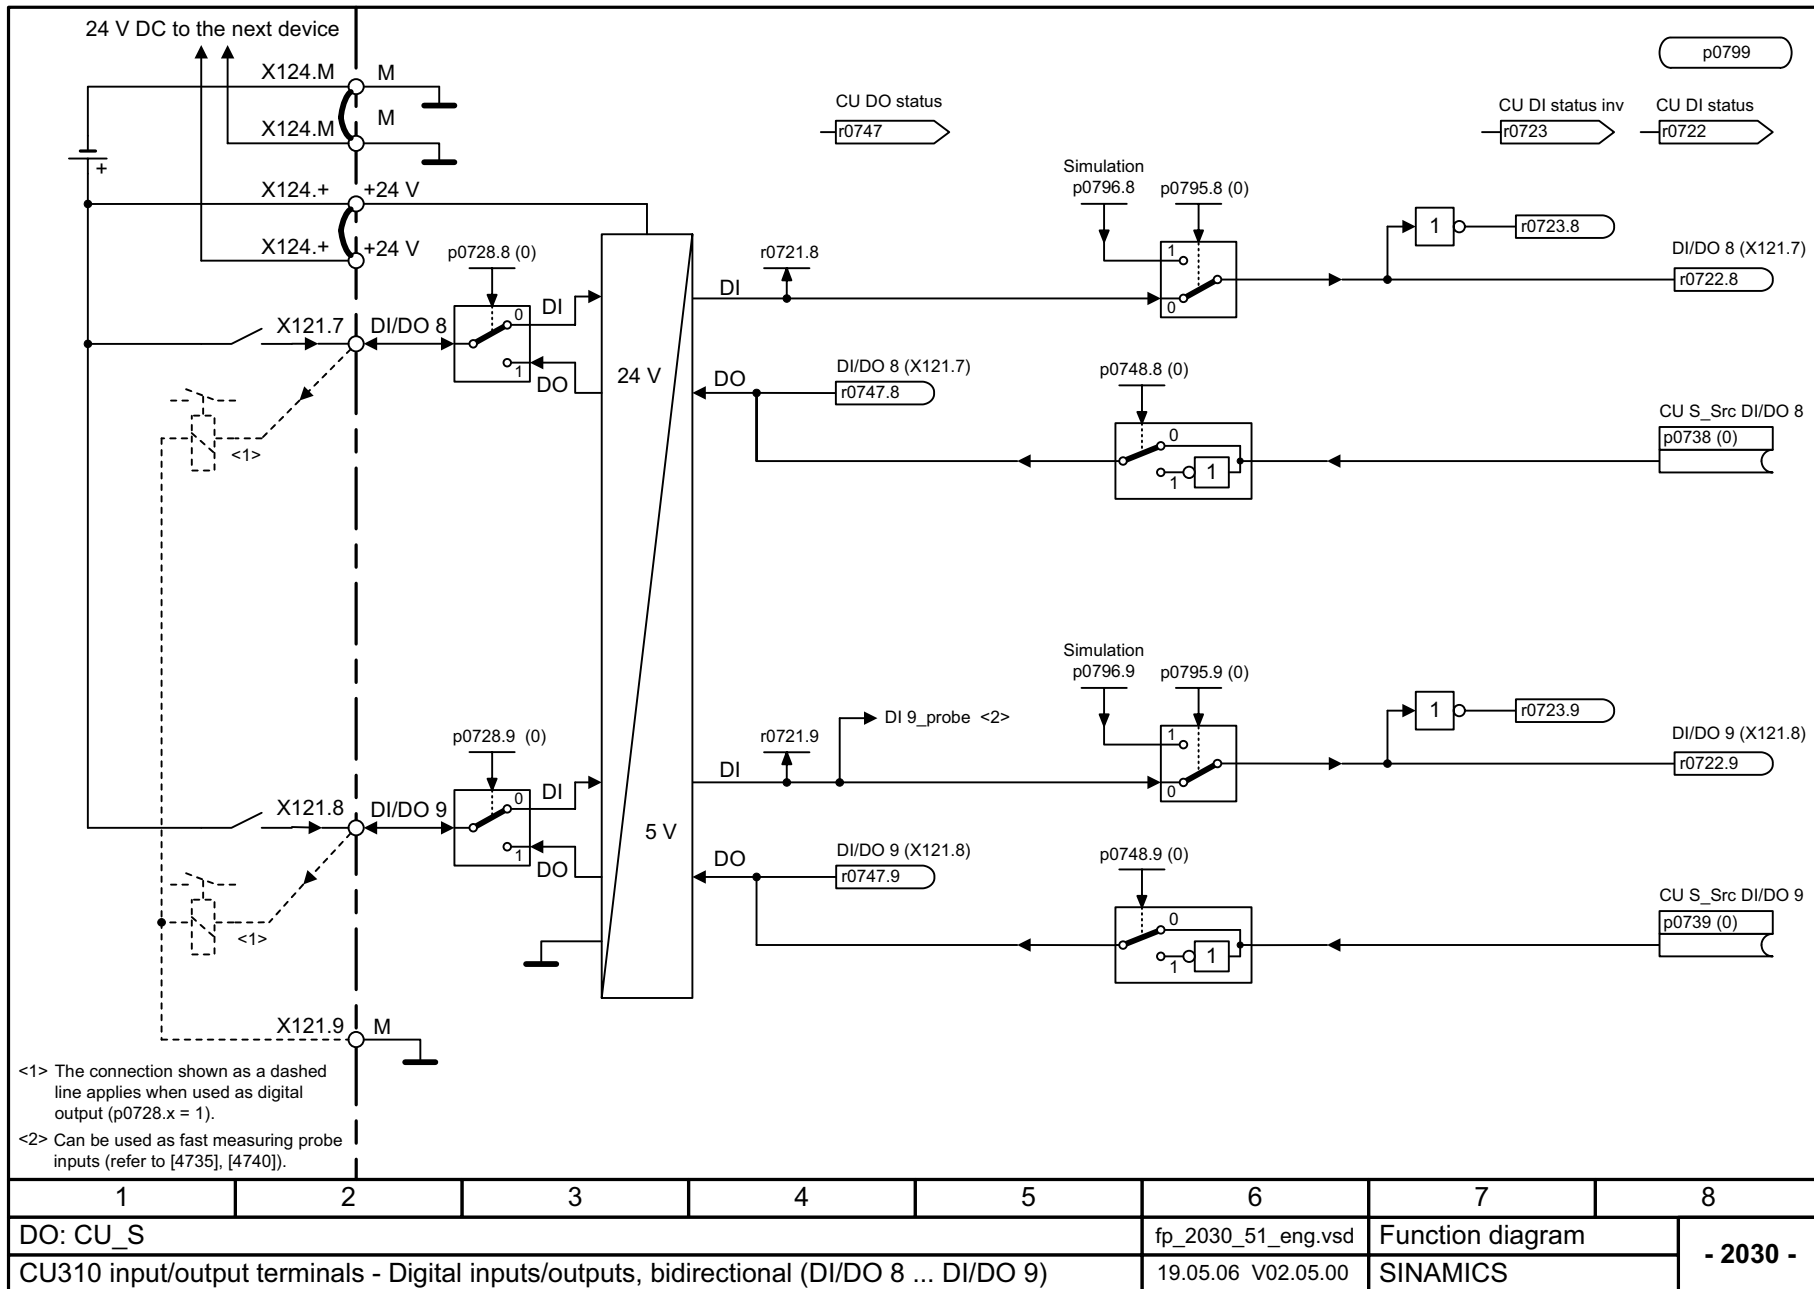 24 V DC to the next device
p0799
X124.M M
X124.M M
CU DO status
r0747
CU DI status inv
r0723
CU DI status
r0722
+
X124.+ +24 V
X124.+ +24 V
Simulation
p0796.8
p0795.8 (0)
1
0
1
r0723.8
DI/DO 8 (X121.7)
r0722.8
p0728.8 (0)
r0721.8
DI
DI
X121.7
DI/DO 8
0
1
DO
24 V
DO
DI/DO 8 (X121.7)
r0747.8
p0748.8 (0)
0
1
1
CU S_Src DI/DO 8
p0738 (0)
<1>
Simulation
p0796.9
p0795.9 (0)
1
0
1
r0723.9
DI/DO 9 (X121.8)
r0722.9
DI 9_probe <2>
p0728.9 (0)
r0721.9
DI
DI
X121.8
DI/DO 9
0
1
DO
5 V
DO
DI/DO 9 (X121.8)
r0747.9
p0748.9 (0)
0
1
1
CU S_Src DI/DO 9
p0739 (0)
<1>
X121.9 M
<1> The connection shown as a dashed
line applies when used as digital
output (p0728.x = 1).
<2> Can be used as fast measuring probe
inputs (refer to [4735], [4740]).
1 2 3 4 5 6 7 8
DO: CU_S
fp_2030_51_eng.vsd
Function diagram
- 2030 -
CU310 input/output terminals - Digital inputs/outputs, bidirectional (DI/DO 8 ... DI/DO 9)
19.05.06 V02.05.00
SINAMICS